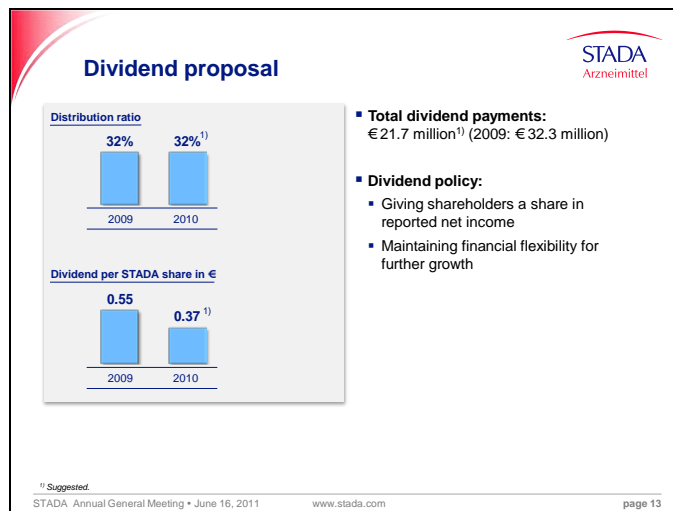 Dividend proposal
STADA
Arzneimittel
Distribution ratio
32% 32%1)
2009 2010
Dividend per STADA share in €
0.55 0.37 1)
2009 2010
▪ Total dividend payments:
€ 21.7 million1) (2009: € 32.3 million)
▪ Dividend policy:
▪ Giving shareholders a share in
reported net income
▪ Maintaining financial flexibility for
further growth
1) Suggested.
STADA Annual General Meeting • June 16, 2011 www.stada.com page 13